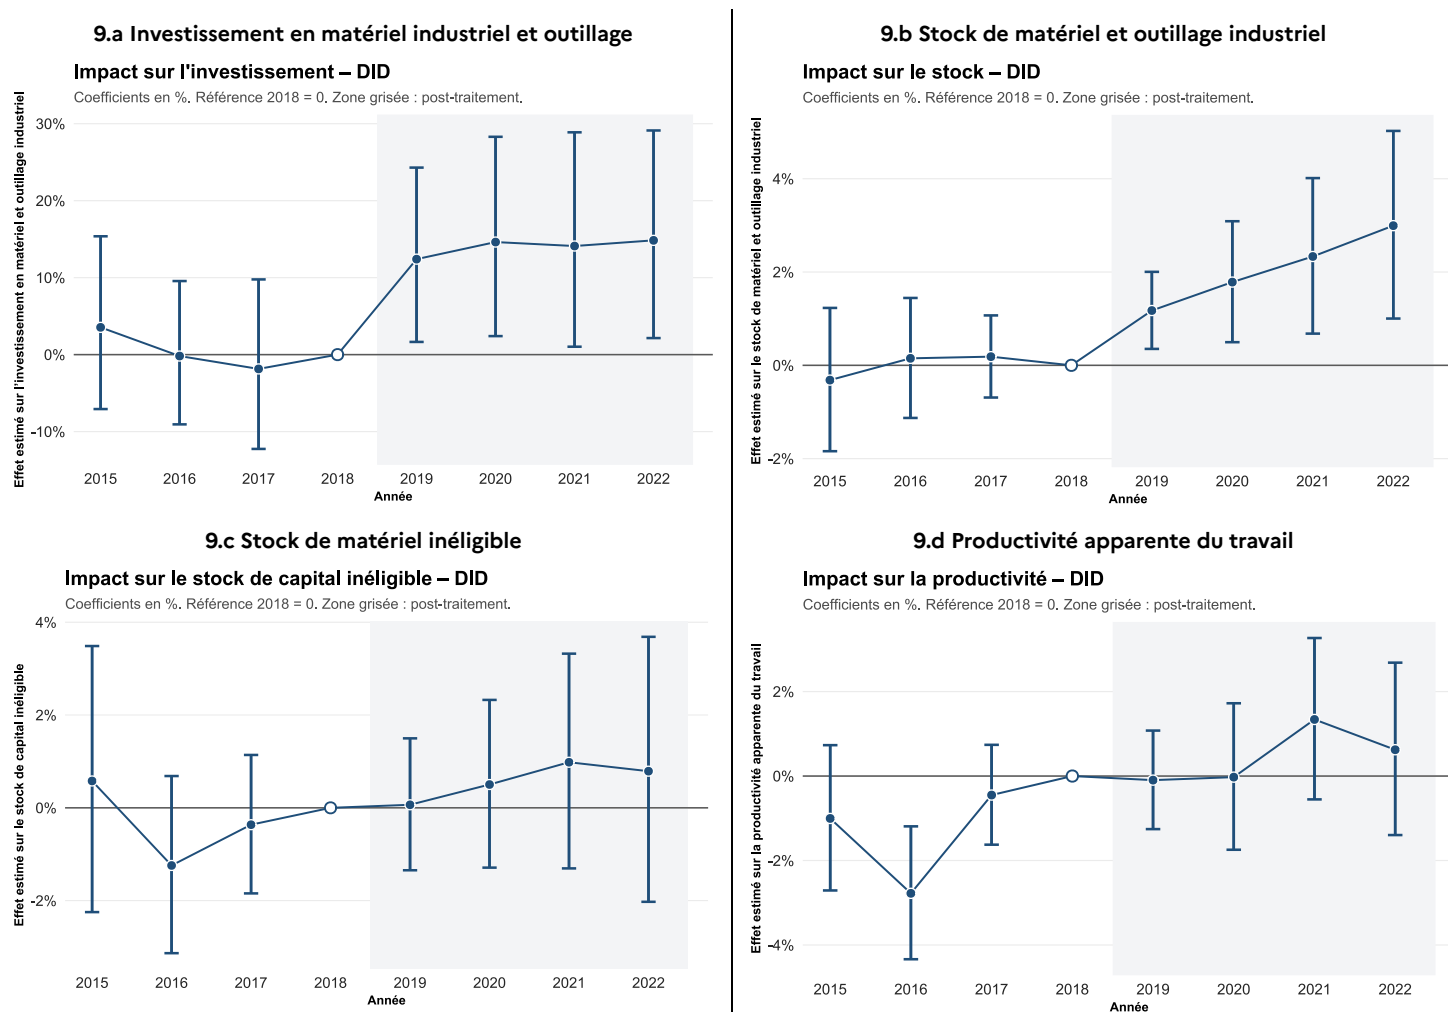 9.a Investissement en matériel industriel et outillage
Impact sur l'investissement – DID
Coefficients en %. Référence 2018 = 0. Zone grisée : post-traitement.
Effet estimé sur l'investissement en matériel et outillage industriel
30%
20%
10%
0%
-10%
2015 2016 2017 2018 2019 2020 2021 2022
Année
9.b Stock de matériel et outillage industriel
Impact sur le stock – DID
Coefficients en %. Référence 2018 = 0. Zone grisée : post-traitement.
Effet estimé sur le stock de matériel et outillage industriel
4%
2%
0%
-2%
2015 2016 2017 2018 2019 2020 2021 2022
Année
9.c Stock de matériel inéligible
Impact sur le stock de capital inéligible – DID
Coefficients en %. Référence 2018 = 0. Zone grisée : post-traitement.
Effet estimé sur le stock de capital inéligible
4%
2%
0%
-2%
2015 2016 2017 2018 2019 2020 2021 2022
Année
9.d Productivité apparente du travail
Impact sur la productivité – DID
Coefficients en %. Référence 2018 = 0. Zone grisée : post-traitement.
Effet estimé sur la productivité apparente du travail
2%
0%
-2%
-4%
2015 2016 2017 2018 2019 2020 2021 2022
Année